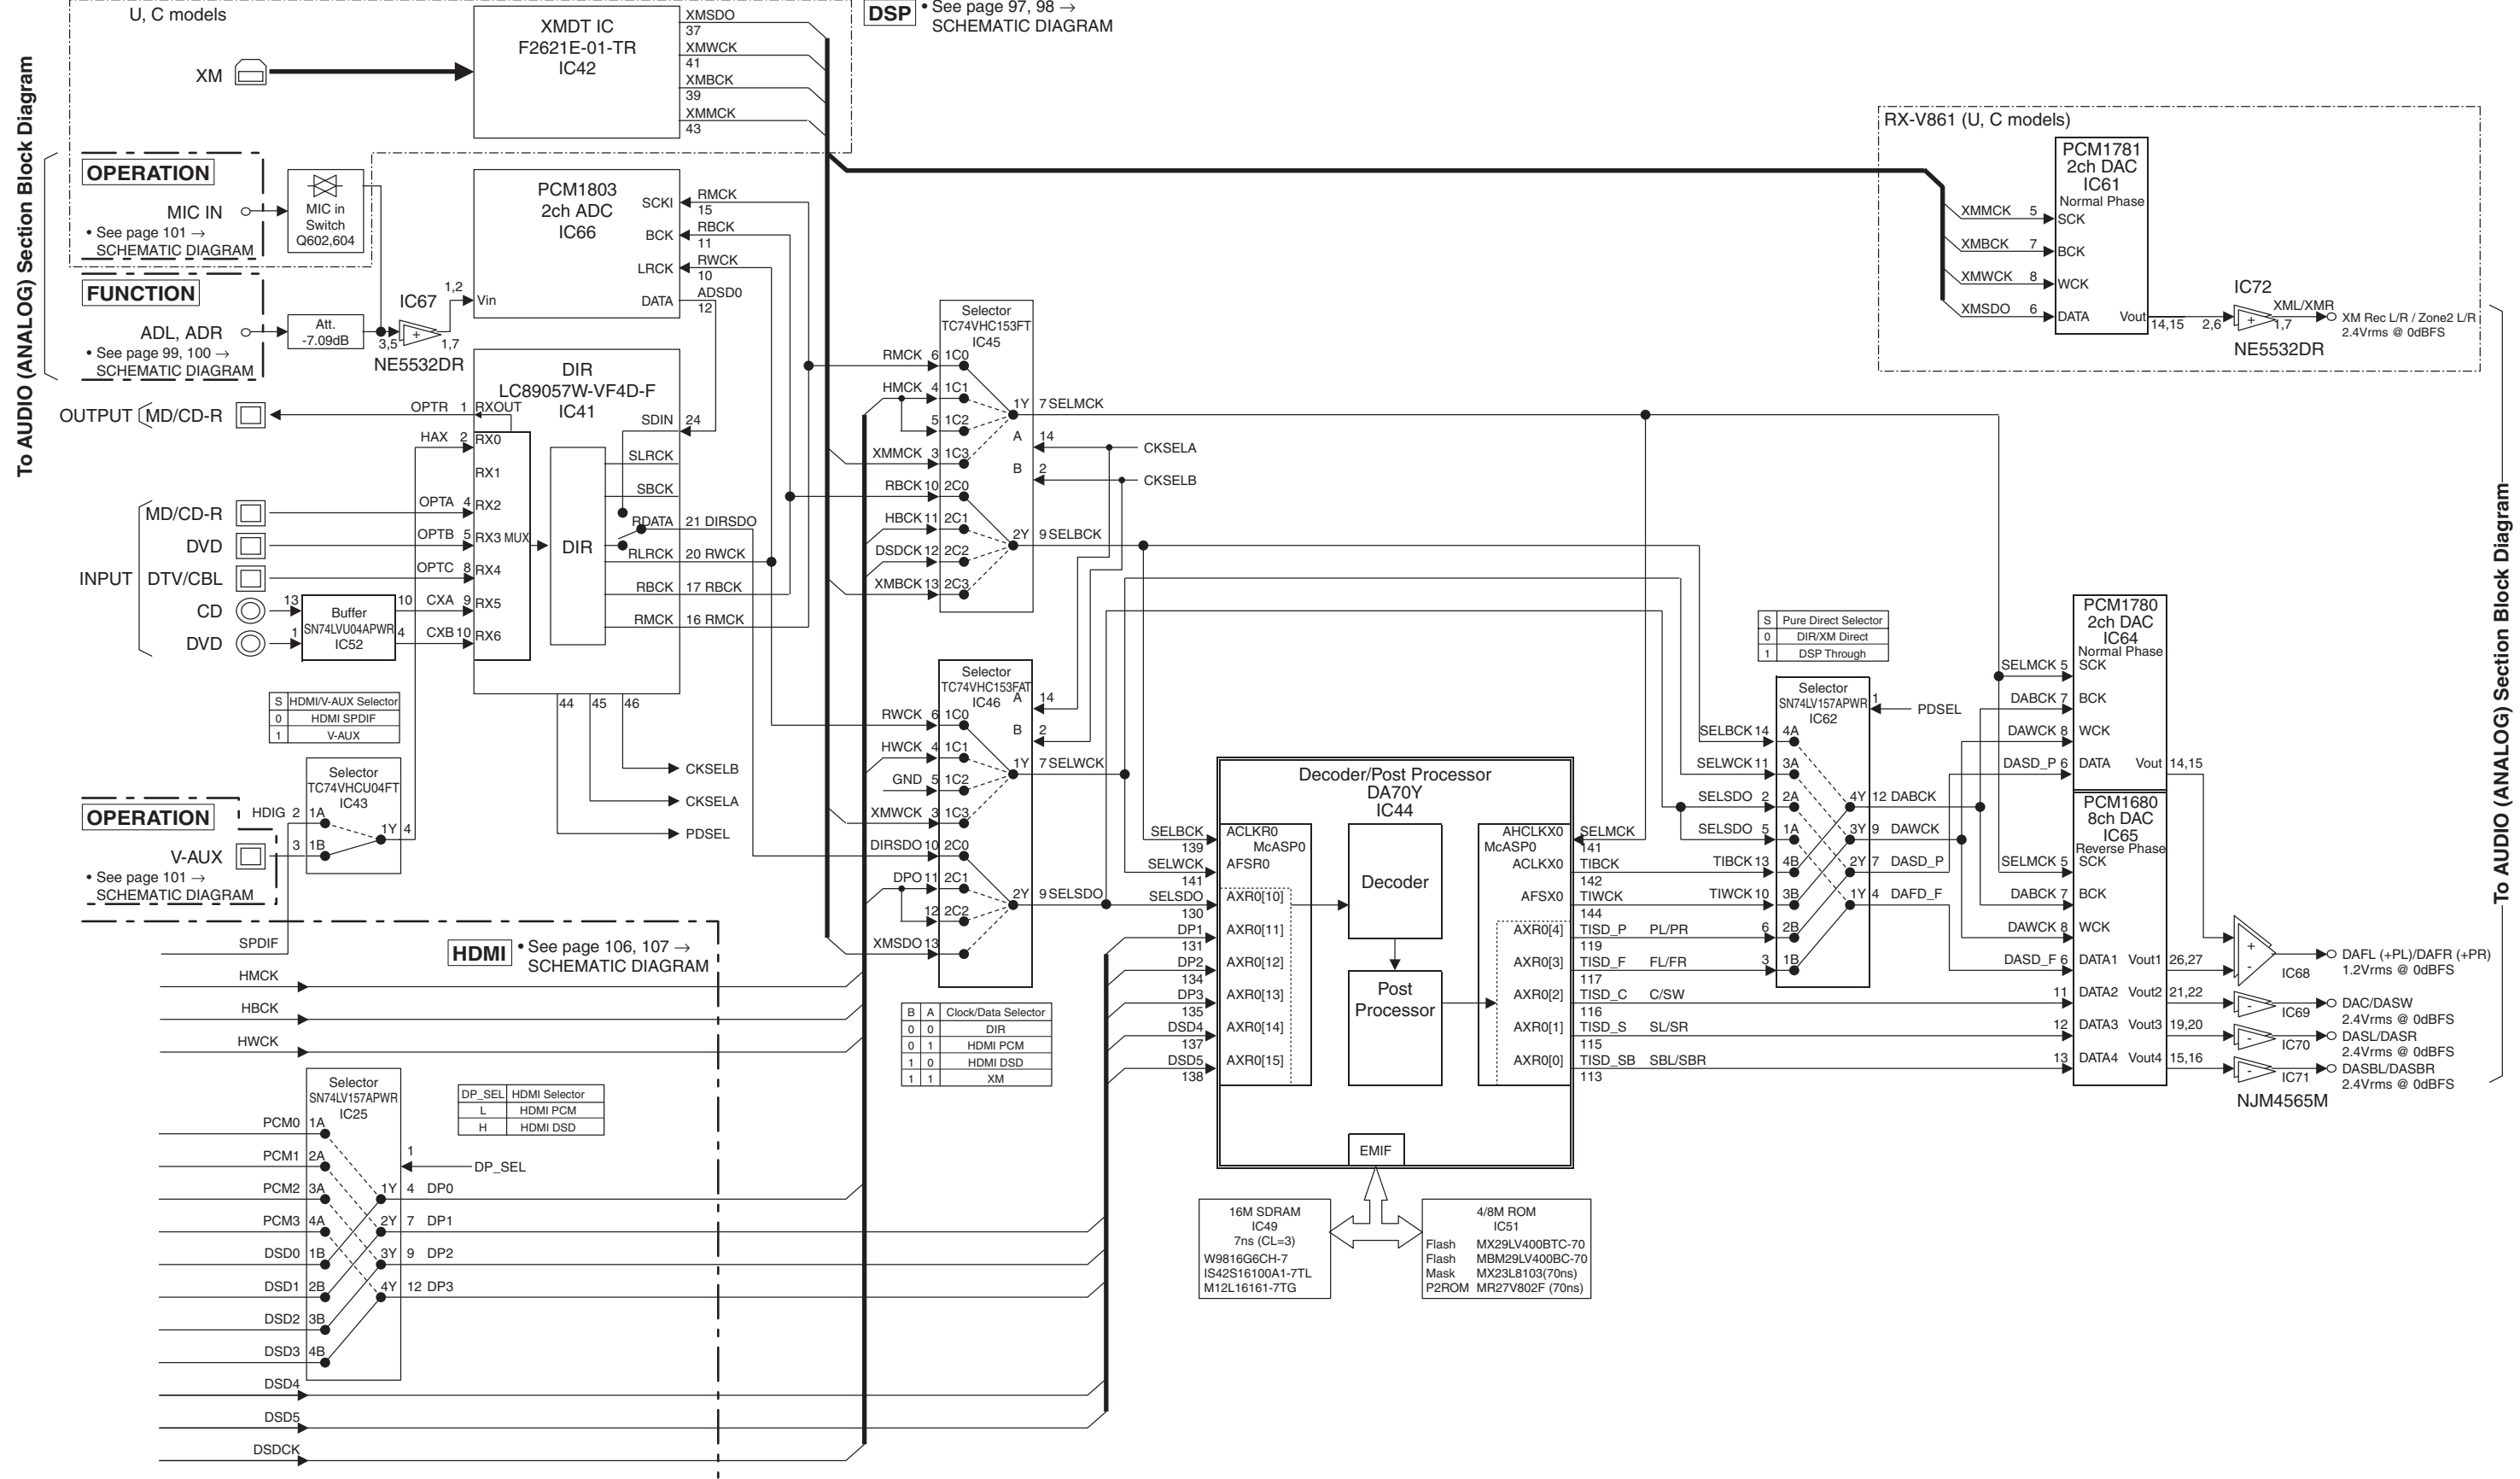 U, C models
XM
XMDT IC
F2621E-01-TR
IC42
XMSDO
37
XMWCK
41
XMBCK
39
XMMCK
43
DSP
• See page 97, 98 →
SCHEMATIC DIAGRAM
To AUDIO (ANALOG) Section Block Diagram
OPERATION
MIC IN
• See page 101 →
SCHEMATIC DIAGRAM
MIC in
Switch
Q602,604
FUNCTION
ADL, ADR
• See page 99, 100 →
SCHEMATIC DIAGRAM
Att.
-7.09dB
IC67
+
3,5
1,7
NE5532DR
1,2
Vin
PCM1803
2ch ADC
IC66
SCKI
RMCK
15
BCK
RBCK
11
LRCK
RWCK
10
DATA
ADSD0
12
DIR
LC89057W-VF4D-F
IC41
OUTPUT
MD/CD-R
OPTR 1 RXOUT
HAX 2 RX0
RX1
OPTA 4 RX2
OPTB 5 RX3 MUX
OPTC 8 RX4
CXA 9 RX5
CXB 10 RX6
INPUT
MD/CD-R
DVD
DTV/CBL
CD
DVD
13
1
Buffer
SN74LVU04APWR
IC52
10
4
DIR
SDIN 24
SLRCK
SBCK
RDATA 21 DIRSDO
RLRCK 20 RWCK
RBCK 17 RBCK
RMCK 16 RMCK
44
45
46
CKSELB
CKSELA
PDSEL
S HDMI/V-AUX Selector
0 HDMI SPDIF
1 V-AUX
Selector
TC74VHCU04FT
IC43
HDIG 2 1A
3 1B
1Y 4
OPERATION
V-AUX
• See page 101 →
SCHEMATIC DIAGRAM
SPDIF
HMCK
HBCK
HWCK
HDMI
• See page 106, 107 →
SCHEMATIC DIAGRAM
Selector
SN74LV157APWR
IC25
PCM0 1A
PCM1 2A
PCM2 3A
PCM3 4A
DSD0 1B
DSD1 2B
DSD2 3B
DSD3 4B
DSD4
DSD5
DSDCK
1
DP_SEL
1Y 4 DP0
2Y 7 DP1
3Y 9 DP2
4Y 12 DP3
DP_SEL HDMI Selector
L HDMI PCM
H HDMI DSD
Selector
TC74VHC153FT
IC45
RMCK 6 1C0
HMCK 4 1C1
5 1C2
XMMCK 3 1C3
RBCK 10 2C0
HBCK 11 2C1
DSDCK 12 2C2
XMBCK 13 2C3
1Y 7 SELMCK
A 14
CKSELA
B 2
CKSELB
2Y 9 SELBCK
Selector
TC74VHC153FAT
IC46
A 14
B 2
RWCK 6 1C0
HWCK 4 1C1
GND 5 1C2
XMWCK 3 1C3
DIRSDO 10 2C0
DPO 11 2C1
12 2C2
XMSDO 13
1Y 7 SELWCK
2Y 9 SELSDO
B A Clock/Data Selector
0 0 DIR
0 1 HDMI PCM
1 0 HDMI DSD
1 1 XM
Decoder/Post Processor
DA70Y
IC44
SELBCK
139
ACLKR0
McASP0
SELWCK
141
AFSR0
SELSDO
130
AXR0[10]
DP1
131
AXR0[11]
DP2
134
AXR0[12]
DP3
135
AXR0[13]
DSD4
137
AXR0[14]
DSD5
138
AXR0[15]
Decoder
Post
Processor
EMIF
AHCLKX0
McASP0
SELMCK
141
ACLKX0
TIBCK
142
AFSX0
TIWCK
144
AXR0[4]
TISD_P PL/PR
119
AXR0[3]
TISD_F FL/FR
117
AXR0[2]
TISD_C C/SW
116
AXR0[1]
TISD_S SL/SR
115
AXR0[0]
TISD_SB SBL/SBR
113
16M SDRAM
IC49
7ns (CL=3)
W9816G6CH-7
IS42S16100A1-7TL
M12L16161-7TG
4/8M ROM
IC51
Flash MX29LV400BTC-70
Flash MBM29LV400BC-70
Mask MX23L8103(70ns)
P2ROM MR27V802F (70ns)
S Pure Direct Selector
0 DIR/XM Direct
1 DSP Through
Selector
SN74LV157APWR
IC62
1
PDSEL
SELBCK 14 4A
SELWCK 11 3A
SELSDO 2 2A
SELSDO 5 1A
TIBCK 13 4B
TIWCK 10 3B
6 2B
3 1B
4Y 12 DABCK
3Y 9 DAWCK
2Y 7 DASD_P
1Y 4 DAFD_F
RX-V861 (U, C models)
PCM1781
2ch DAC
IC61
Normal Phase
XMMCK 5 SCK
XMBCK 7 BCK
XMWCK 8 WCK
XMSDO 6 DATA
Vout 14,15
2,6
IC72
+
1,7
XML/XMR
NE5532DR
XM Rec L/R / Zone2 L/R
2.4Vrms @ 0dBFS
PCM1780
2ch DAC
IC64
Normal Phase
SELMCK 5 SCK
DABCK 7 BCK
DAWCK 8 WCK
DASD_P 6 DATA
Vout 14,15
PCM1680
8ch DAC
IC65
Reverse Phase
SELMCK 5 SCK
DABCK 7 BCK
DAWCK 8 WCK
DASD_F 6 DATA1 Vout1 26,27
11 DATA2 Vout2 21,22
12 DATA3 Vout3 19,20
13 DATA4 Vout4 15,16
+
-
IC68
DAFL (+PL)/DAFR (+PR)
1.2Vrms @ 0dBFS
-
IC69
DAC/DASW
2.4Vrms @ 0dBFS
-
IC70
DASL/DASR
2.4Vrms @ 0dBFS
-
IC71
DASBL/DASBR
2.4Vrms @ 0dBFS
NJM4565M
To AUDIO (ANALOG) Section Block Diagram